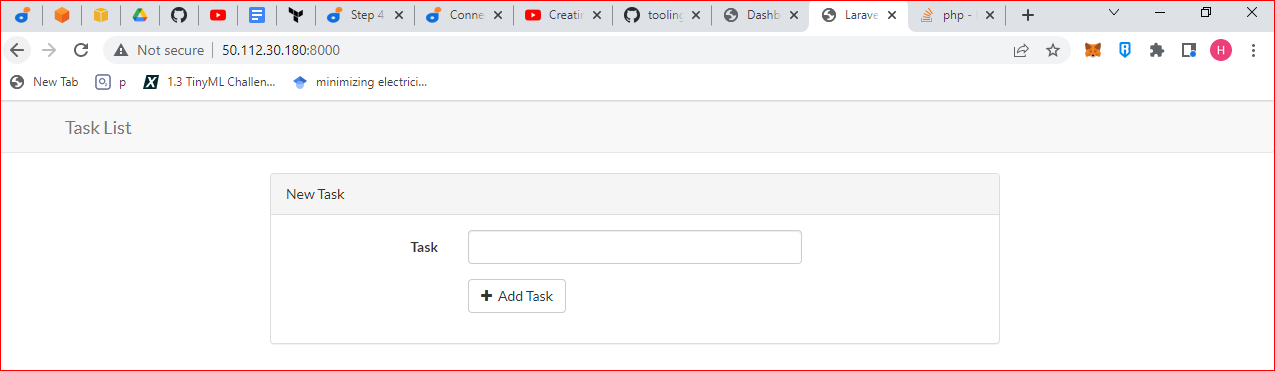 Step 4 Conne Creatin tooling Dashb Larave php -
Not secure 50.112.30.180:8000 H
New Tab p 1.3 TinyML Challen... minimizing electrici...
Task List
New Task
Task
+ Add Task